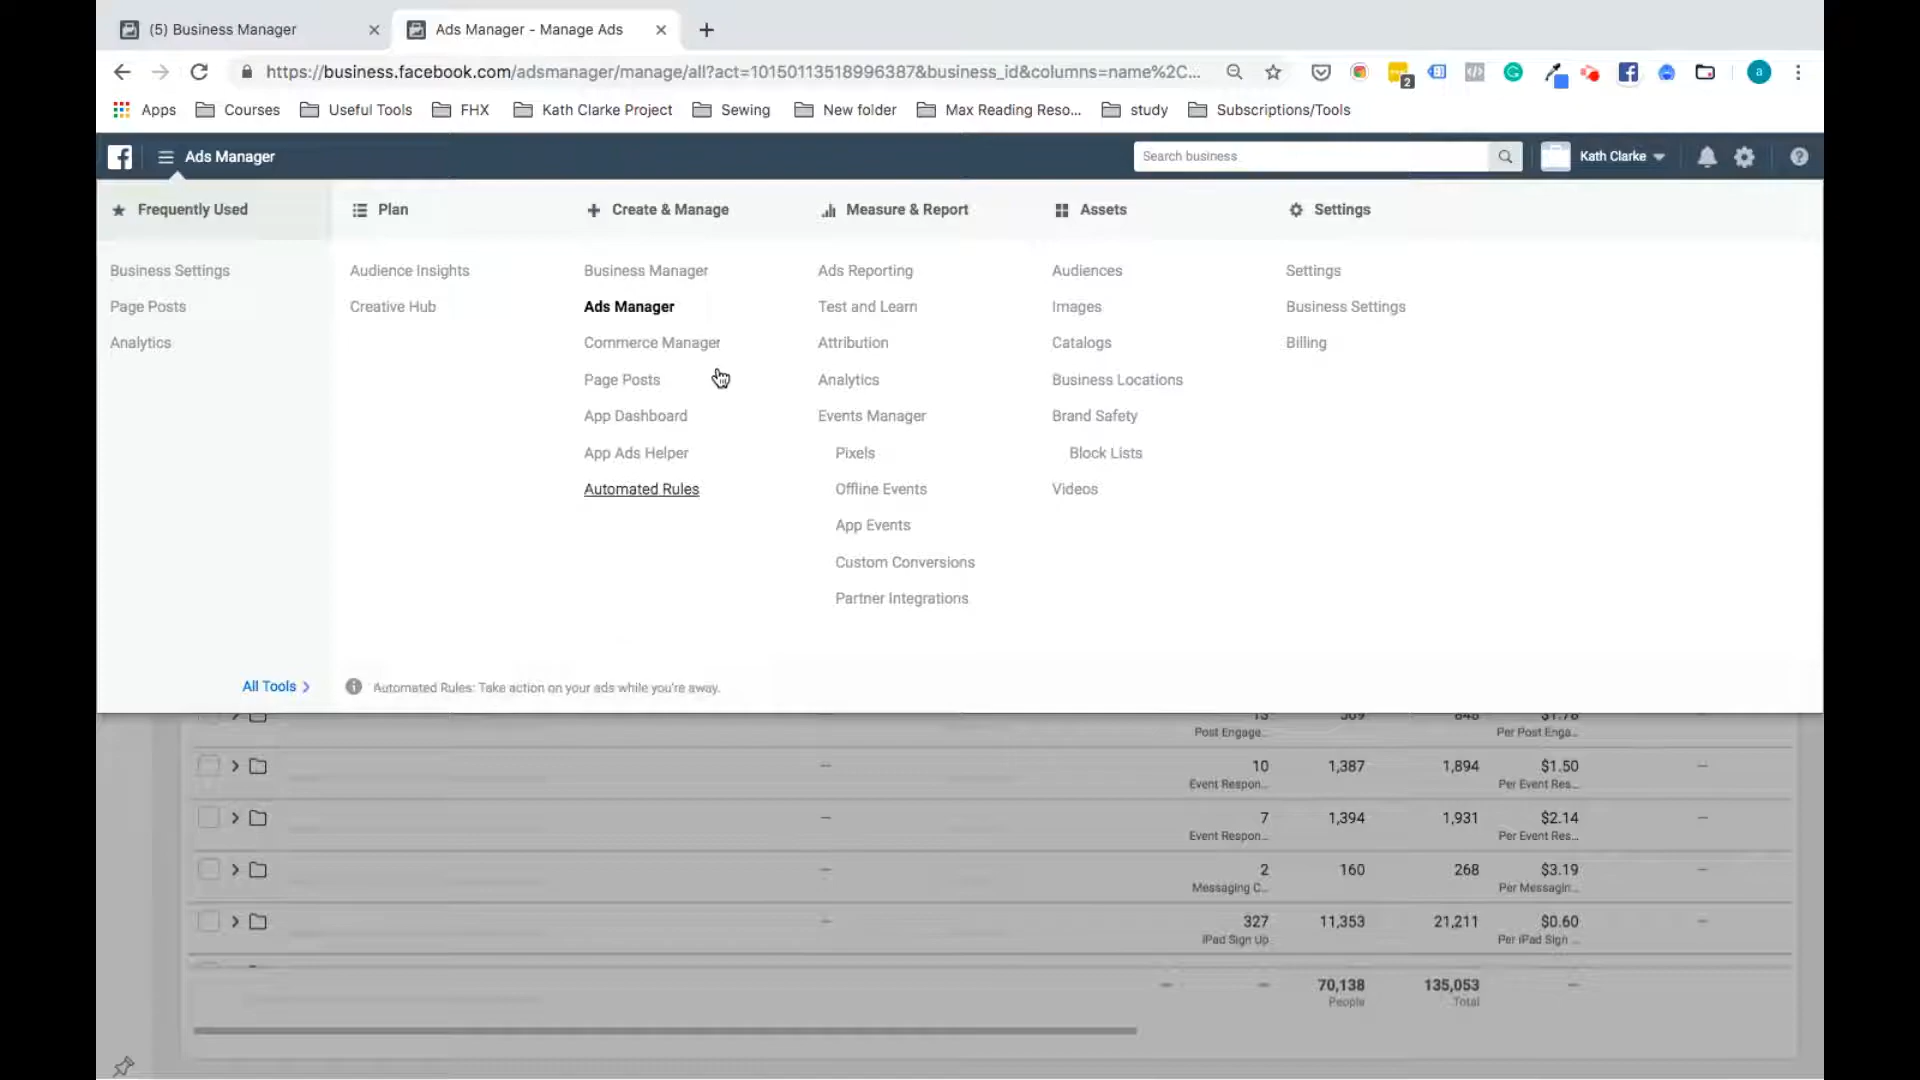 (5) Business Manager
Ads Manager - Manage Ads
https://business.facebook.com/adsmanager/manage/all?act=10150113518996387&business_id&columns=name%2C...
2
a
Apps
Courses
Useful Tools
FHX
Kath Clarke Project
Sewing
New folder
Max Reading Reso...
study
Subscriptions/Tools
Ads Manager
Search business
Kath Clarke
Frequently Used
Plan
Create & Manage
Measure & Report
Assets
Settings
Business Settings
Page Posts
Analytics
Audience Insights
Creative Hub
Business Manager
Ads Manager
Commerce Manager
Page Posts
App Dashboard
App Ads Helper
Automated Rules
Ads Reporting
Test and Learn
Attribution
Analytics
Events Manager
Pixels
Offline Events
App Events
Custom Conversions
Partner Integrations
Audiences
Images
Catalogs
Business Locations
Brand Safety
Block Lists
Videos
Settings
Business Settings
Billing
All Tools
Automated Rules: Take action on your ads while you're away.
Post Engage... Per Post Enga...
— 10 1,387 1,894 $1.50 —
Event Respon... Per Event Res...
— 7 1,394 1,931 $2.14 —
Event Respon... Per Event Res...
— 2 160 268 $3.19 —
Messaging C... Per Messagin...
— 327 11,353 21,211 $0.60 —
iPad Sign Up Per iPad Sign ...
— — 70,138 135,053 —
People Total